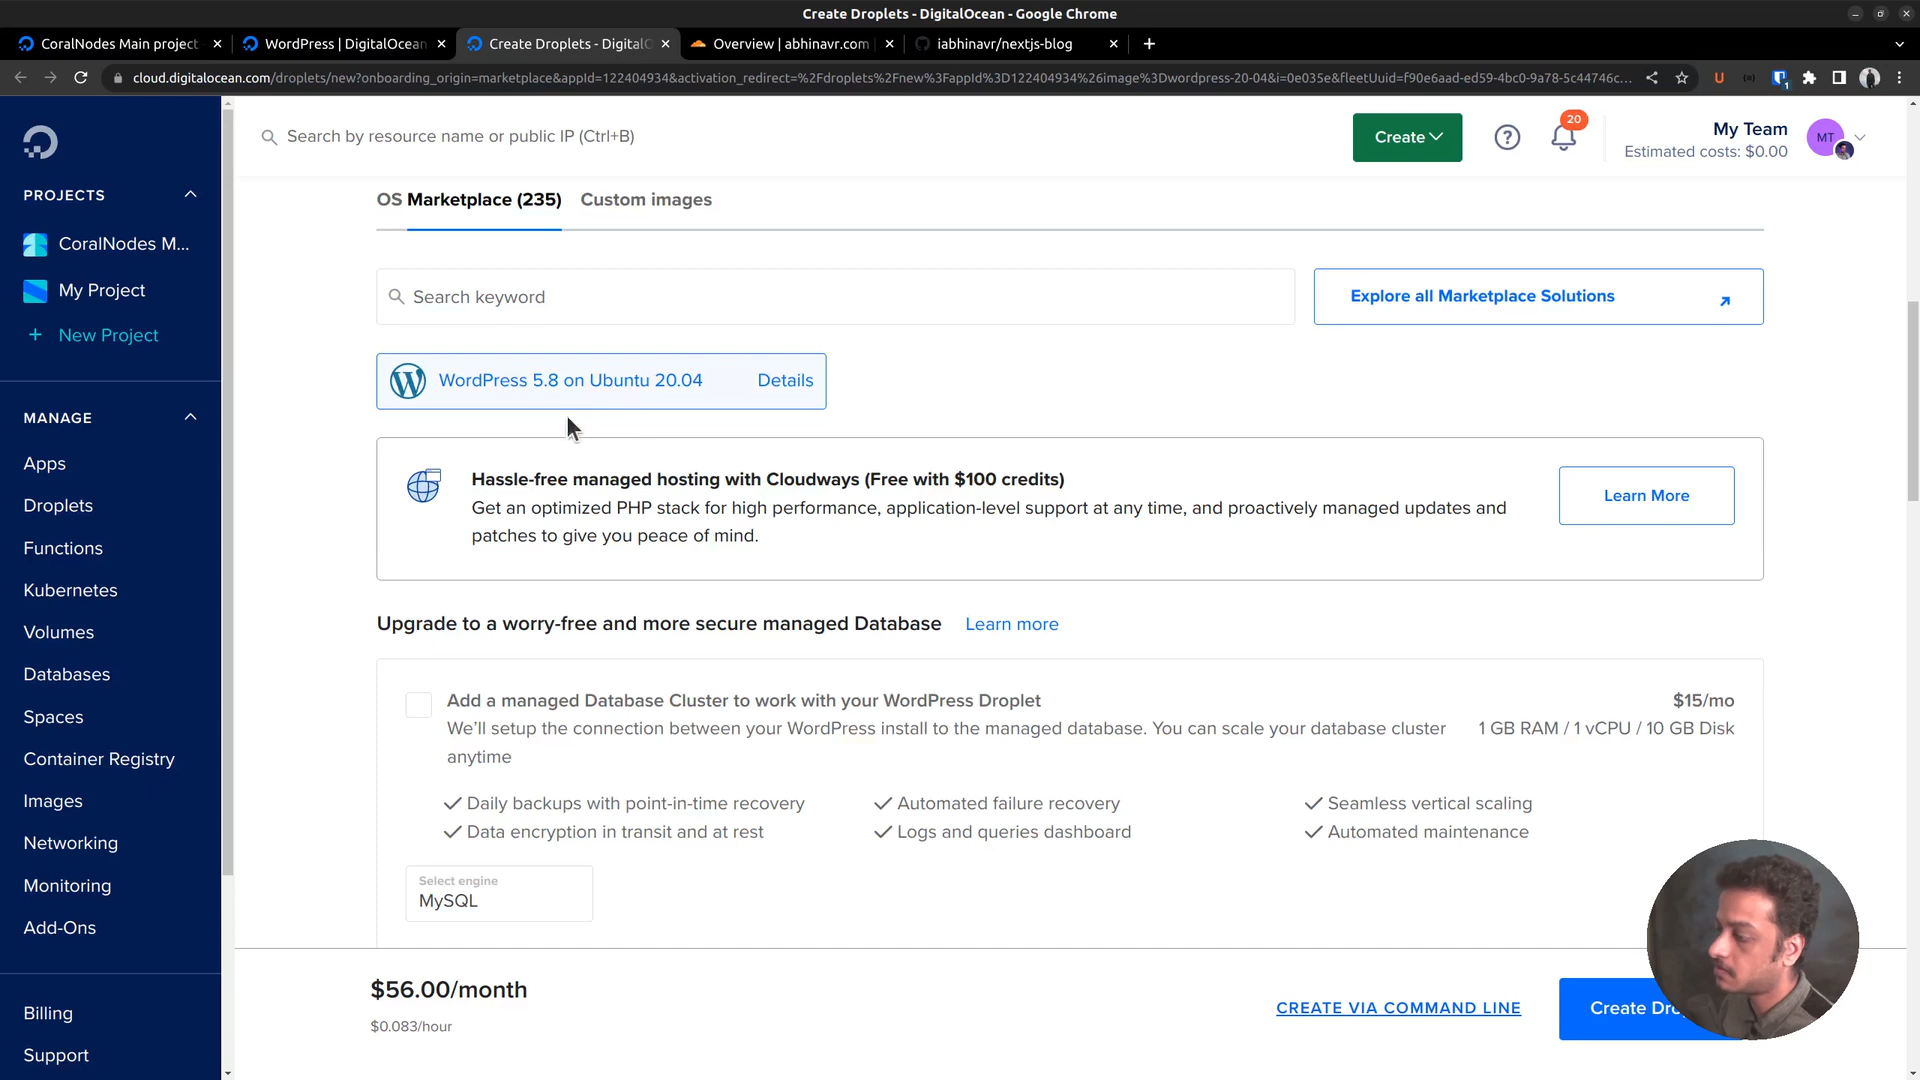 Create Droplets - DigitalOcean - Google Chrome
CoralNodes Main project
WordPress | DigitalOcean
Create Droplets - DigitalO
Overview | abhinavr.com
iabhinavr/nextjs-blog
cloud.digitalocean.com/droplets/new?onboarding_origin=marketplace&appId=122404934&activation_redirect=%2Fdroplets%2Fnew%3FappId%3D122404934%26image%3Dwordpress-20-04&i=0e035e&fleetUuid=f90e6aad-ed59-4bc0-9a78-5c44746c...
Search by resource name or public IP (Ctrl+B)
Create
20
My Team
Estimated costs: $0.00
MT
PROJECTS
CoralNodes M...
My Project
+ New Project
MANAGE
Apps
Droplets
Functions
Kubernetes
Volumes
Databases
Spaces
Container Registry
Images
Networking
Monitoring
Add-Ons
Billing
Support
OS Marketplace (235) Custom images
Search keyword
Explore all Marketplace Solutions
WordPress 5.8 on Ubuntu 20.04 Details
Hassle-free managed hosting with Cloudways (Free with $100 credits)
Get an optimized PHP stack for high performance, application-level support at any time, and proactively managed updates and
patches to give you peace of mind.
Learn More
Upgrade to a worry-free and more secure managed Database Learn more
Add a managed Database Cluster to work with your WordPress Droplet
$15/mo
We'll setup the connection between your WordPress install to the managed database. You can scale your database cluster
anytime
1 GB RAM / 1 vCPU / 10 GB Disk
Daily backups with point-in-time recovery
Automated failure recovery
Seamless vertical scaling
Data encryption in transit and at rest
Logs and queries dashboard
Automated maintenance
Select engine
MySQL
$56.00/month
$0.083/hour
CREATE VIA COMMAND LINE
Create Dro